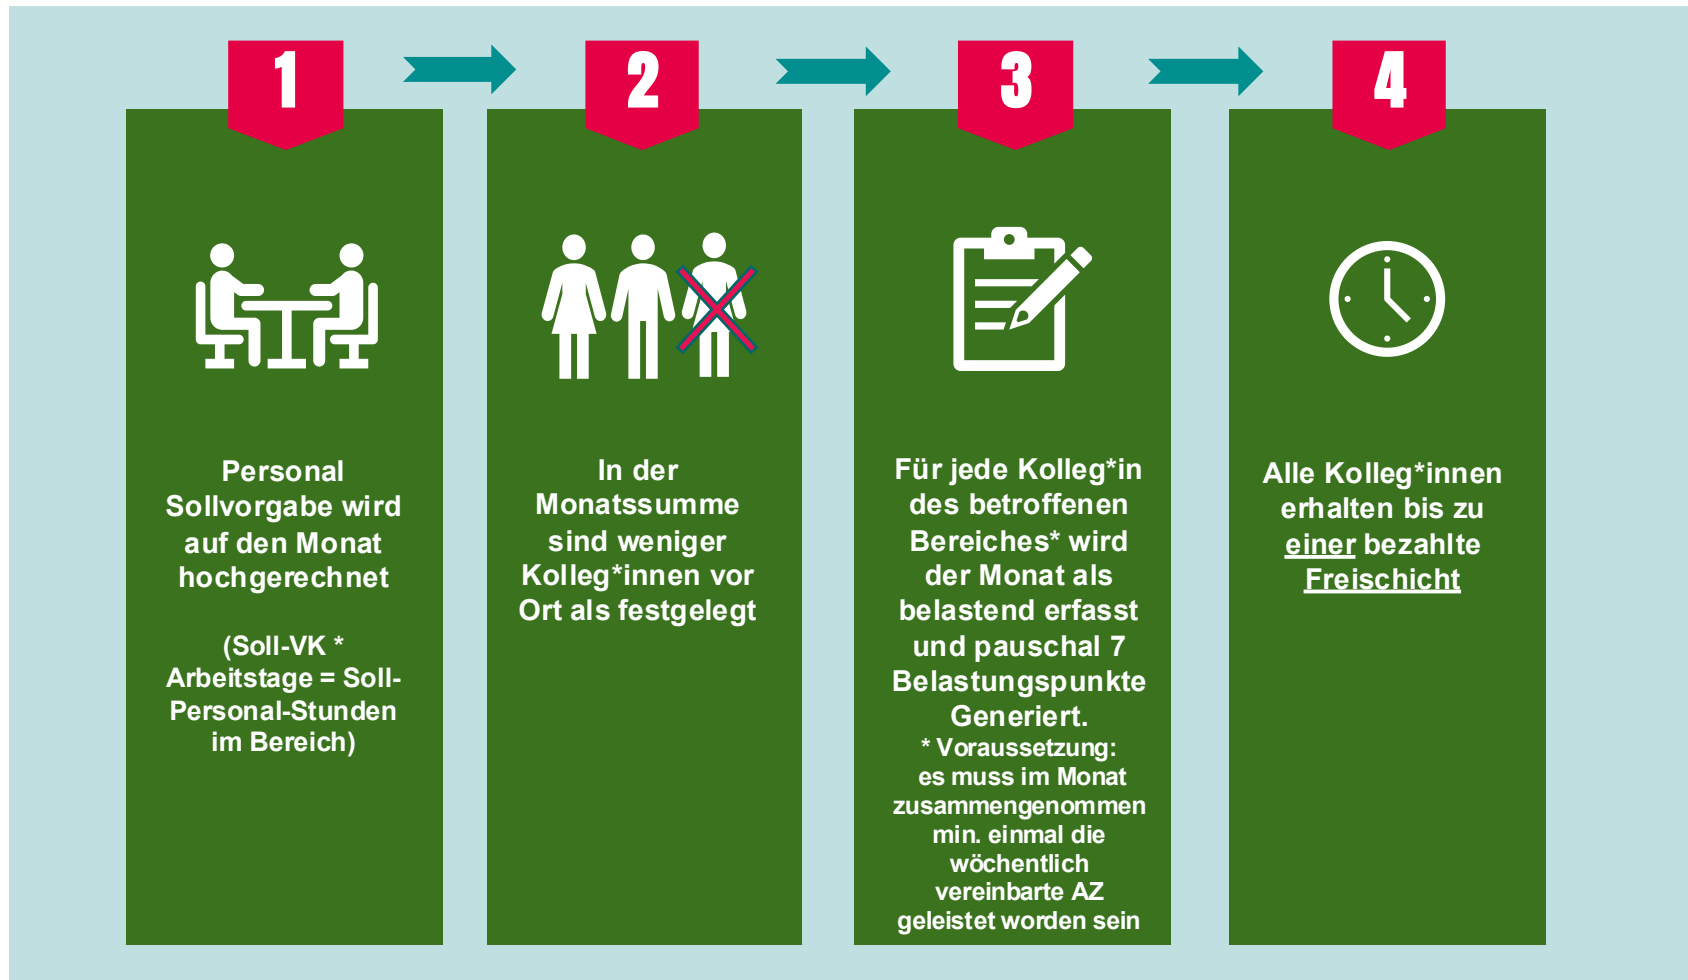 1
Personal
Sollvorgabe wird
auf den Monat
hochgerechnet
(Soll-VK *
Arbeitstage = Soll-
Personal-Stunden
im Bereich)
2
In der
Monatssumme
sind weniger
Kolleg*innen vor
Ort als festgelegt
3
Für jede Kolleg*in
des betroffenen
Bereiches* wird
der Monat als
belastend erfasst
und pauschal 7
Belastungspunkte
Generiert.
* Voraussetzung:
es muss im Monat
zusammengenommen
min. einmal die
wöchentlich
vereinbarte AZ
geleistet worden sein
4
Alle Kolleg*innen
erhalten bis zu
einer bezahlte
Freischicht